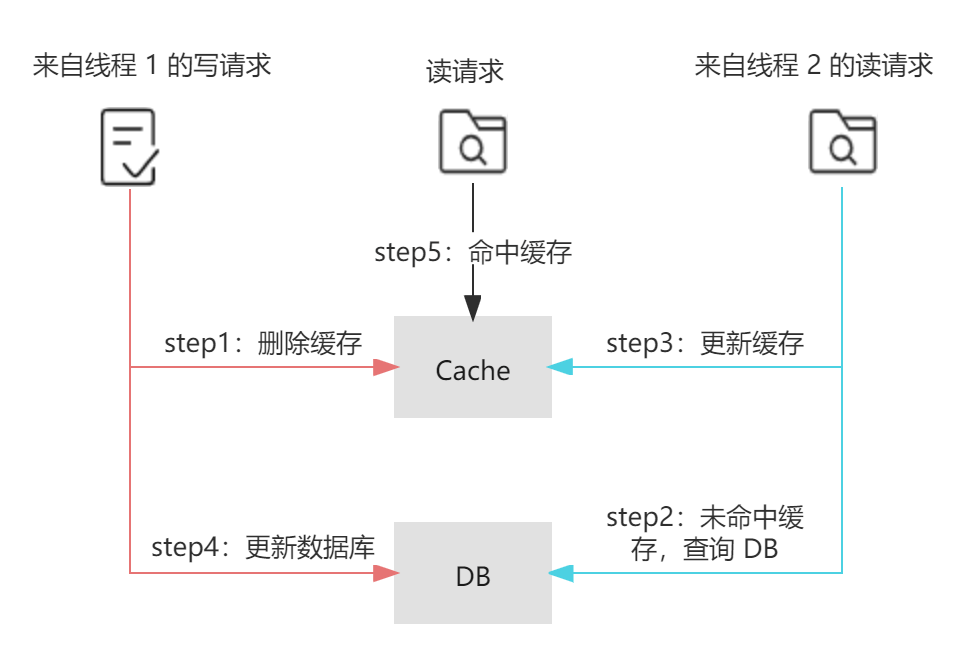 来自线程 1 的写请求
读请求
来自线程 2 的读请求
step5：命中缓存
step1：删除缓存
step3：更新缓存
Cache
step2：未命中缓
存，查询 DB
step4：更新数据库
DB